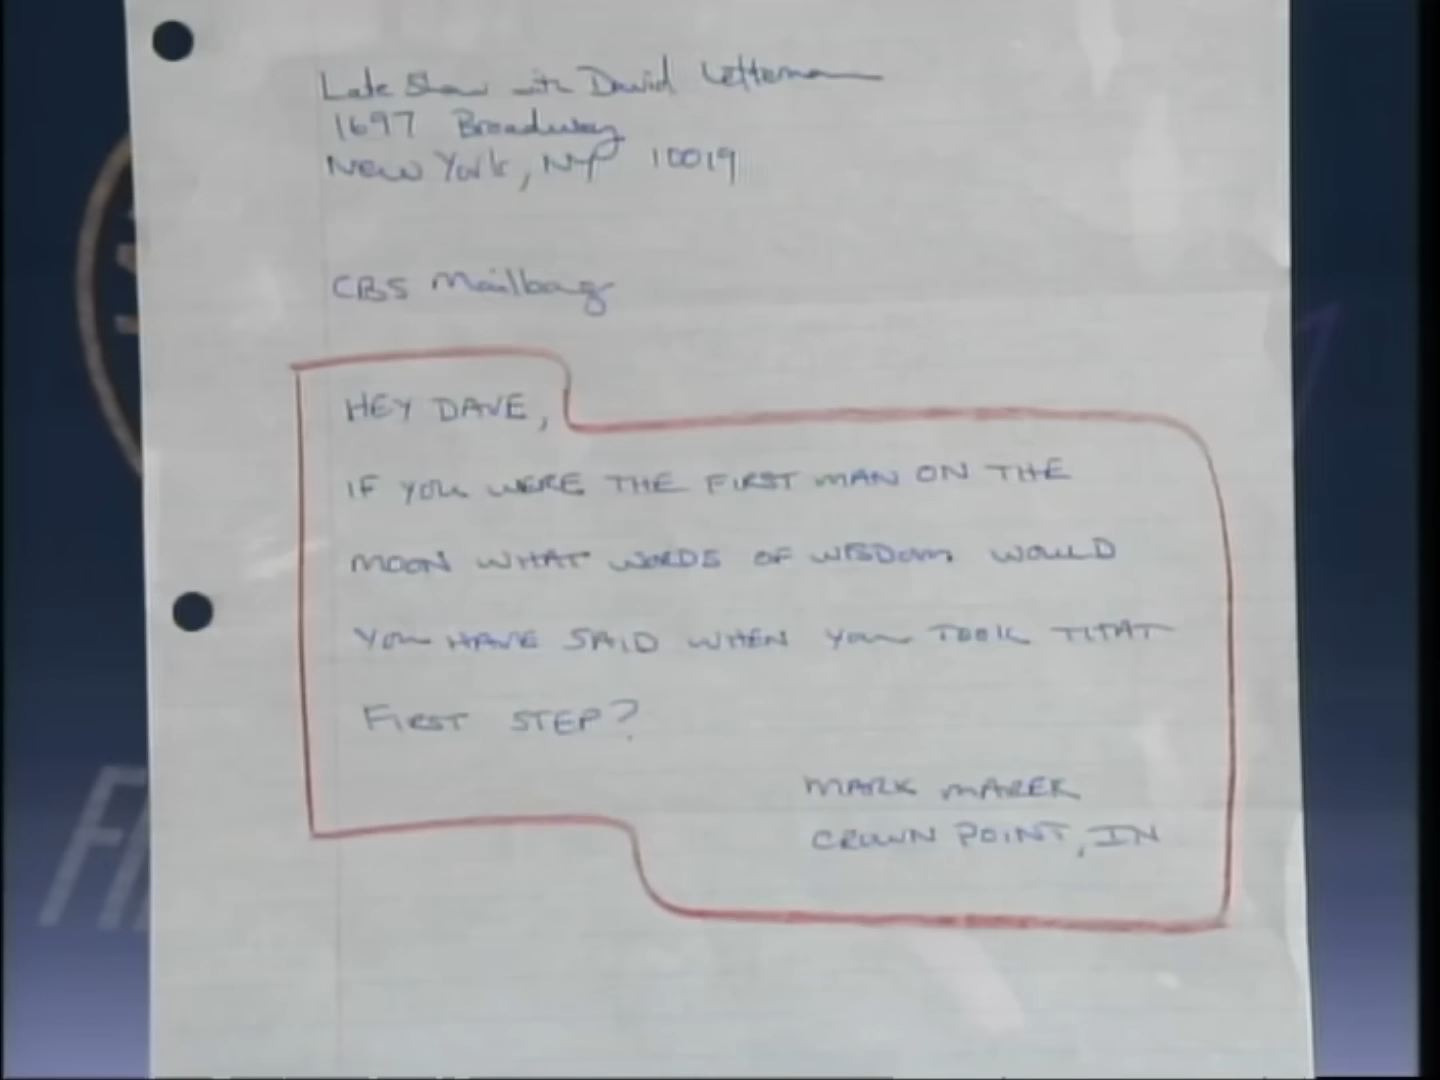 Late Show with David Letterman
1697 Broadway
New York, NY 10019
CBS Mailbag
HEY DAVE,
IF YOU WERE THE FIRST MAN ON THE
MOON WHAT WORDS OF WISDOM WOULD
YOU HAVE SAID WHEN YOU TOOK THAT
FIRST STEP?
MARK MAREK
CROWN POINT, IN